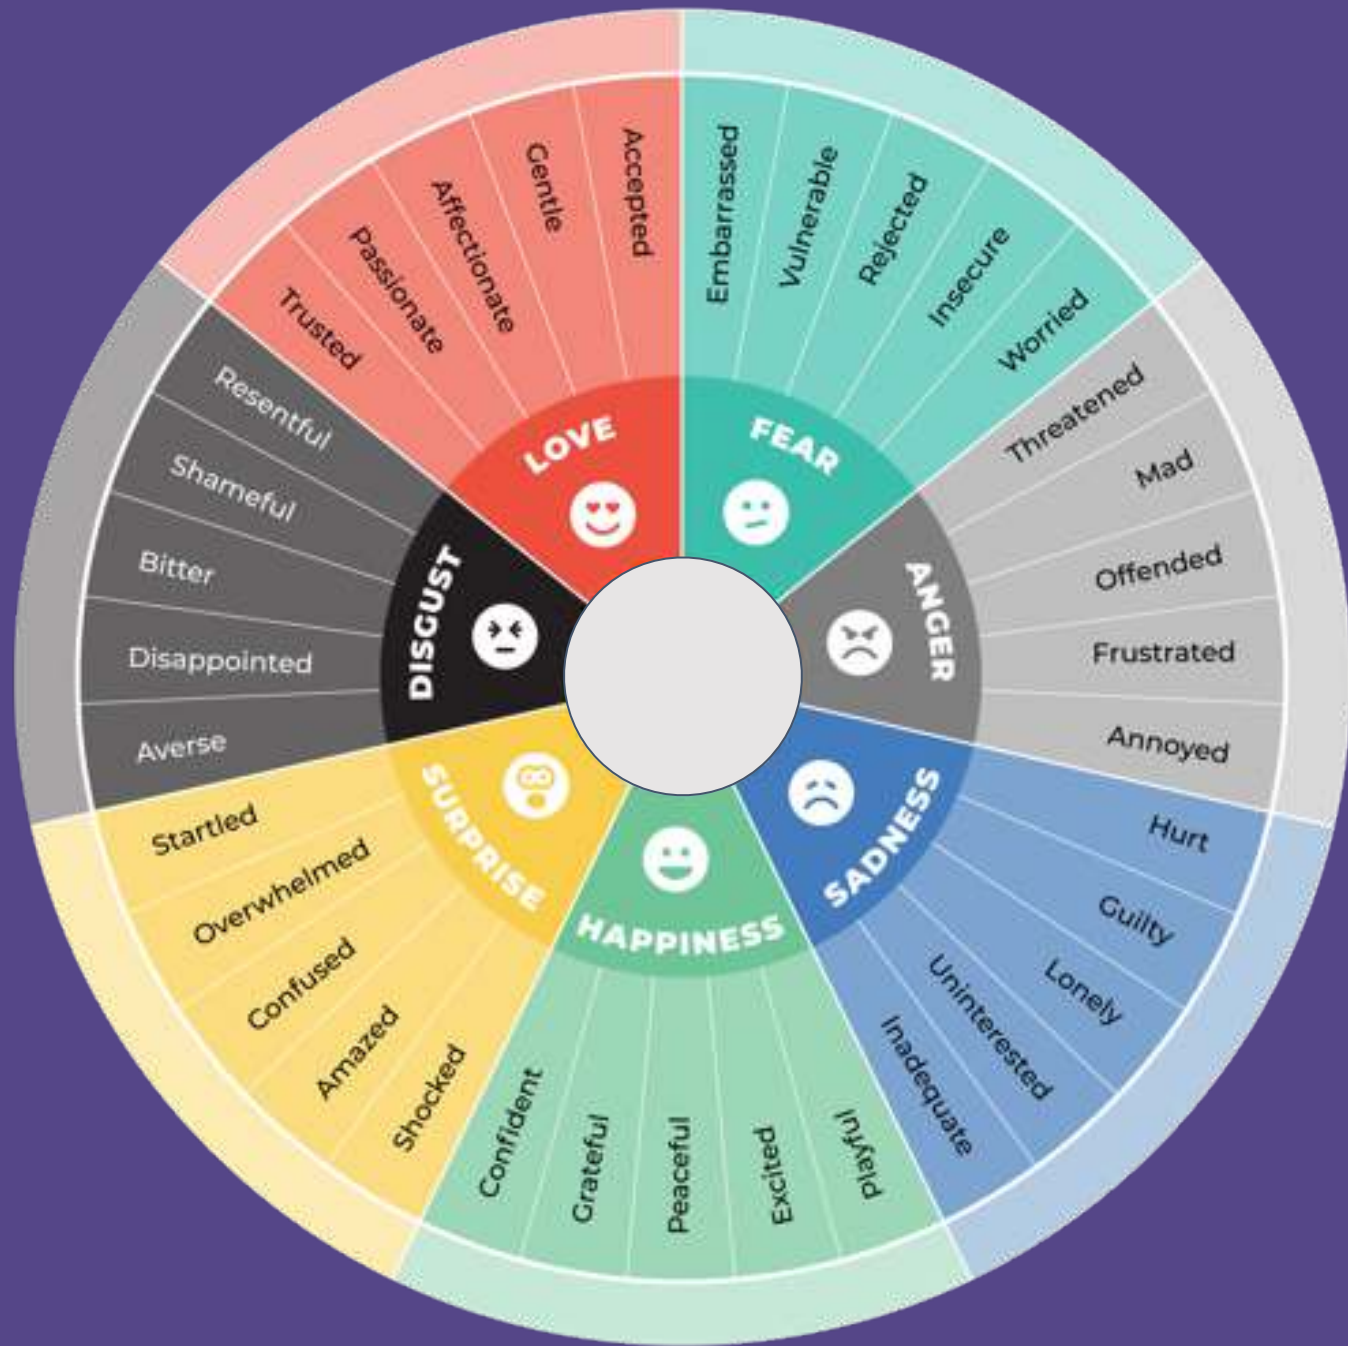 LOVE
Trusted
Passionate
Affectionate
Gentle
Accepted
FEAR
Embarrassed
Vulnerable
Rejected
Insecure
Worried
ANGER
Threatened
Mad
Offended
Frustrated
Annoyed
SADNESS
Hurt
Guilty
Lonely
Uninterested
Inadequate
HAPPINESS
Playful
Excited
Peaceful
Grateful
Confident
SURPRISE
Shocked
Amazed
Confused
Overwhelmed
Startled
DISGUST
Averse
Disappointed
Bitter
Shameful
Resentful